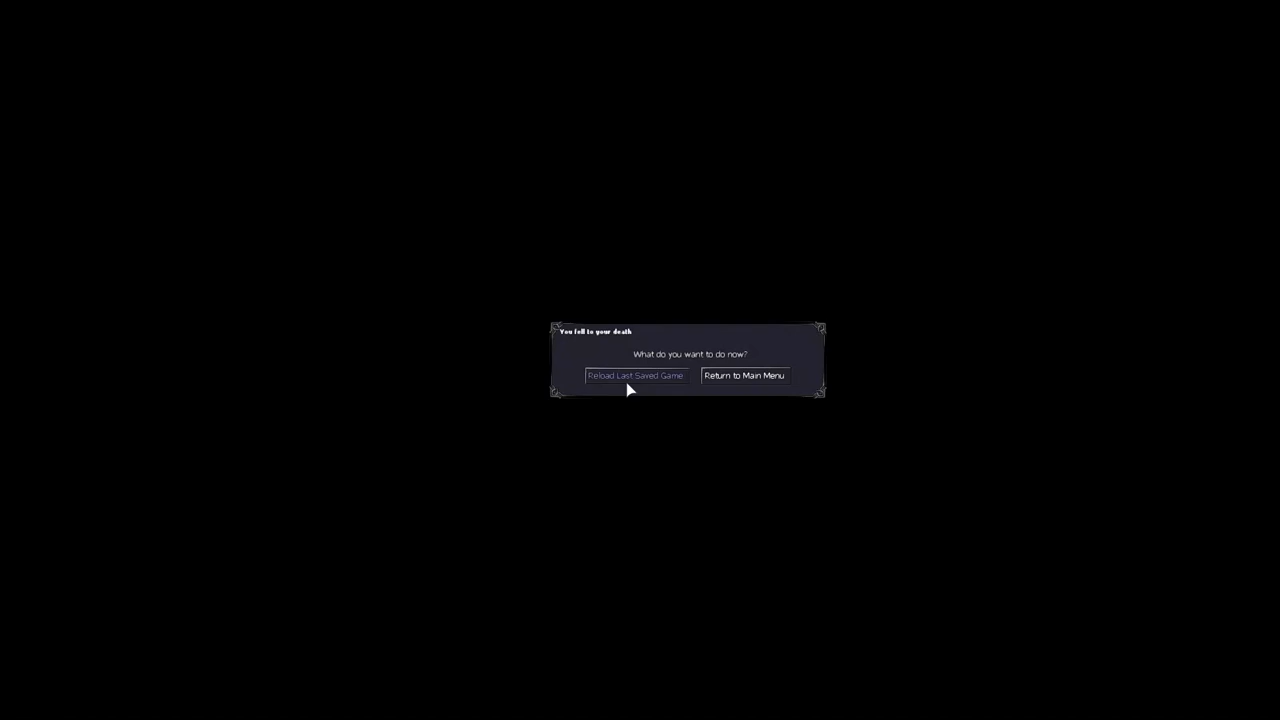 You fell to your death
What do you want to do now?
Reload Last Saved Game
Return to Main Menu